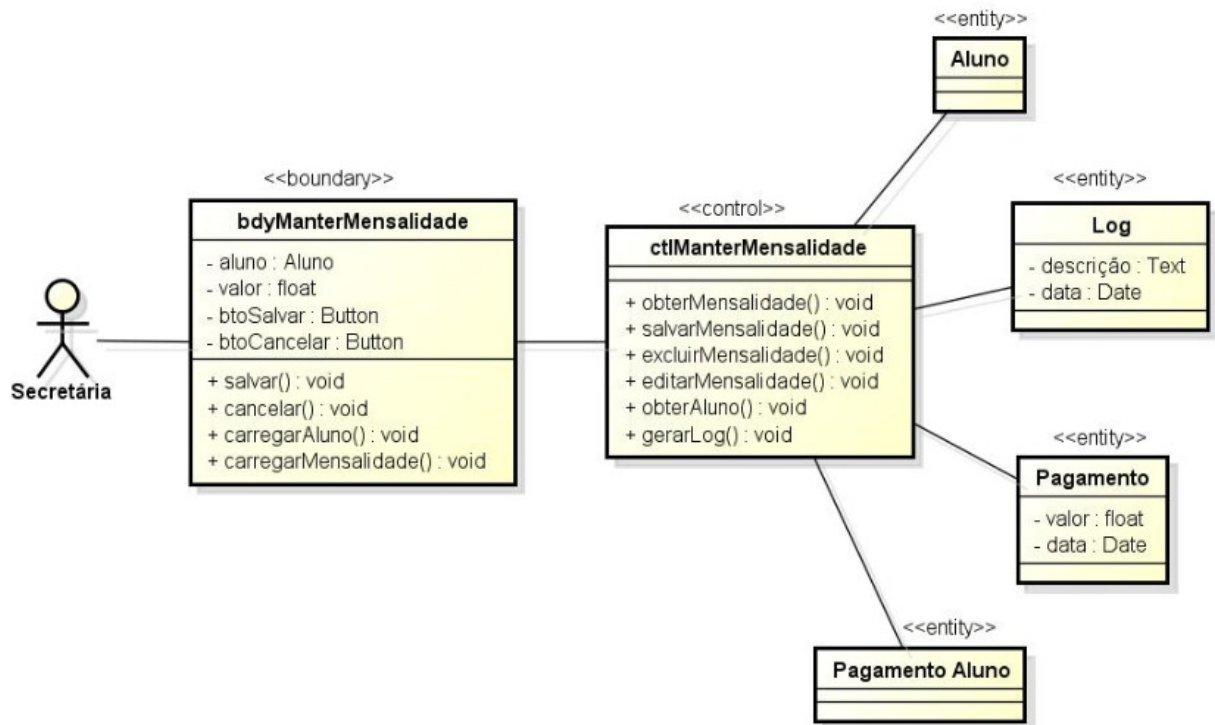 <<entity>>
Aluno
<<boundary>>
bdyManterMensalidade
- aluno : Aluno
- valor : float
- btoSalvar : Button
- btoCancelar : Button
+ salvar() : void
+ cancelar() : void
+ carregarAluno() : void
+ carregarMensalidade() : void
Secretária
<<control>>
ctlManterMensalidade
+ obterMensalidade() : void
+ salvarMensalidade() : void
+ excluirMensalidade() : void
+ editarMensalidade() : void
+ obterAluno() : void
+ gerarLog() : void
<<entity>>
Log
- descrição : Text
- data : Date
<<entity>>
Pagamento
- valor : float
- data : Date
<<entity>>
Pagamento Aluno